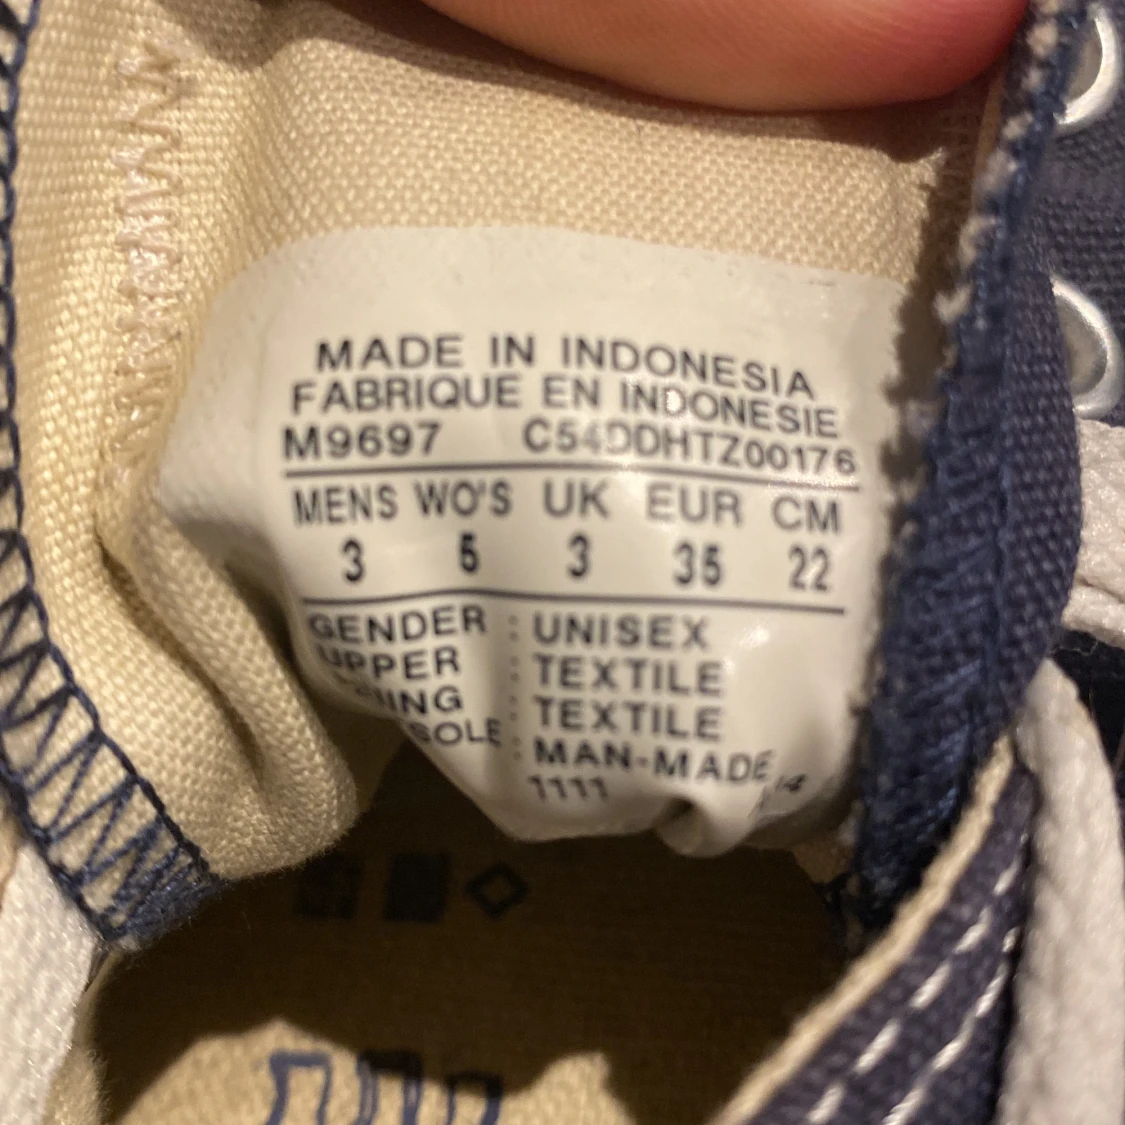 MADE IN INDONESIA
FABRIQUE EN INDONESIE
M9697 C54DDHTZ00176
MENS WO'S UK EUR CM
3 5 3 35 22
GENDER : UNISEX
UPPER : TEXTILE
: TEXTILE
SOLE : MAN-MADE
1111